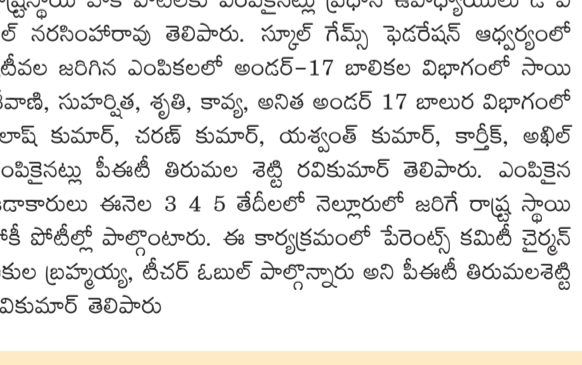 ల్ నరసింహారావు తెలిపారు. స్కూల్ గేమ్స్ ఫెడరేషన్ ఆధ్వర్యంలో
టీవల జరిగిన ఎంపికలలో అండర్-17 బాలికల విభాగంలో సాయి
వాణి, సుహర్షిత, శృతి, కావ్య, అనిత అండర్ 17 బాలుర విభాగంలో
లాష్ కుమార్, చరణ్ కుమార్, యశ్వంత్ కుమార్, కార్తీక్, అఖిల్
ంపికైనట్లు పీఈటీ తిరుమల శెట్టి రవికుమార్ తెలిపారు. ఎంపికైన
డాకారులు ఈనెల 3 4 5 తేదీలలో నెల్లూరులో జరిగే రాష్ట్ర స్థాయి
కీ పోటీల్లో పాల్గొంటారు. ఈ కార్యక్రమంలో పేరెంట్స్ కమిటీ చైర్మన్
కుల బ్రహ్మయ్య, టీచర్ ఓబుల్ పాల్గొన్నారు అని పీఈటీ తిరుమలశెట్టి
వికుమార్ తెలిపారు